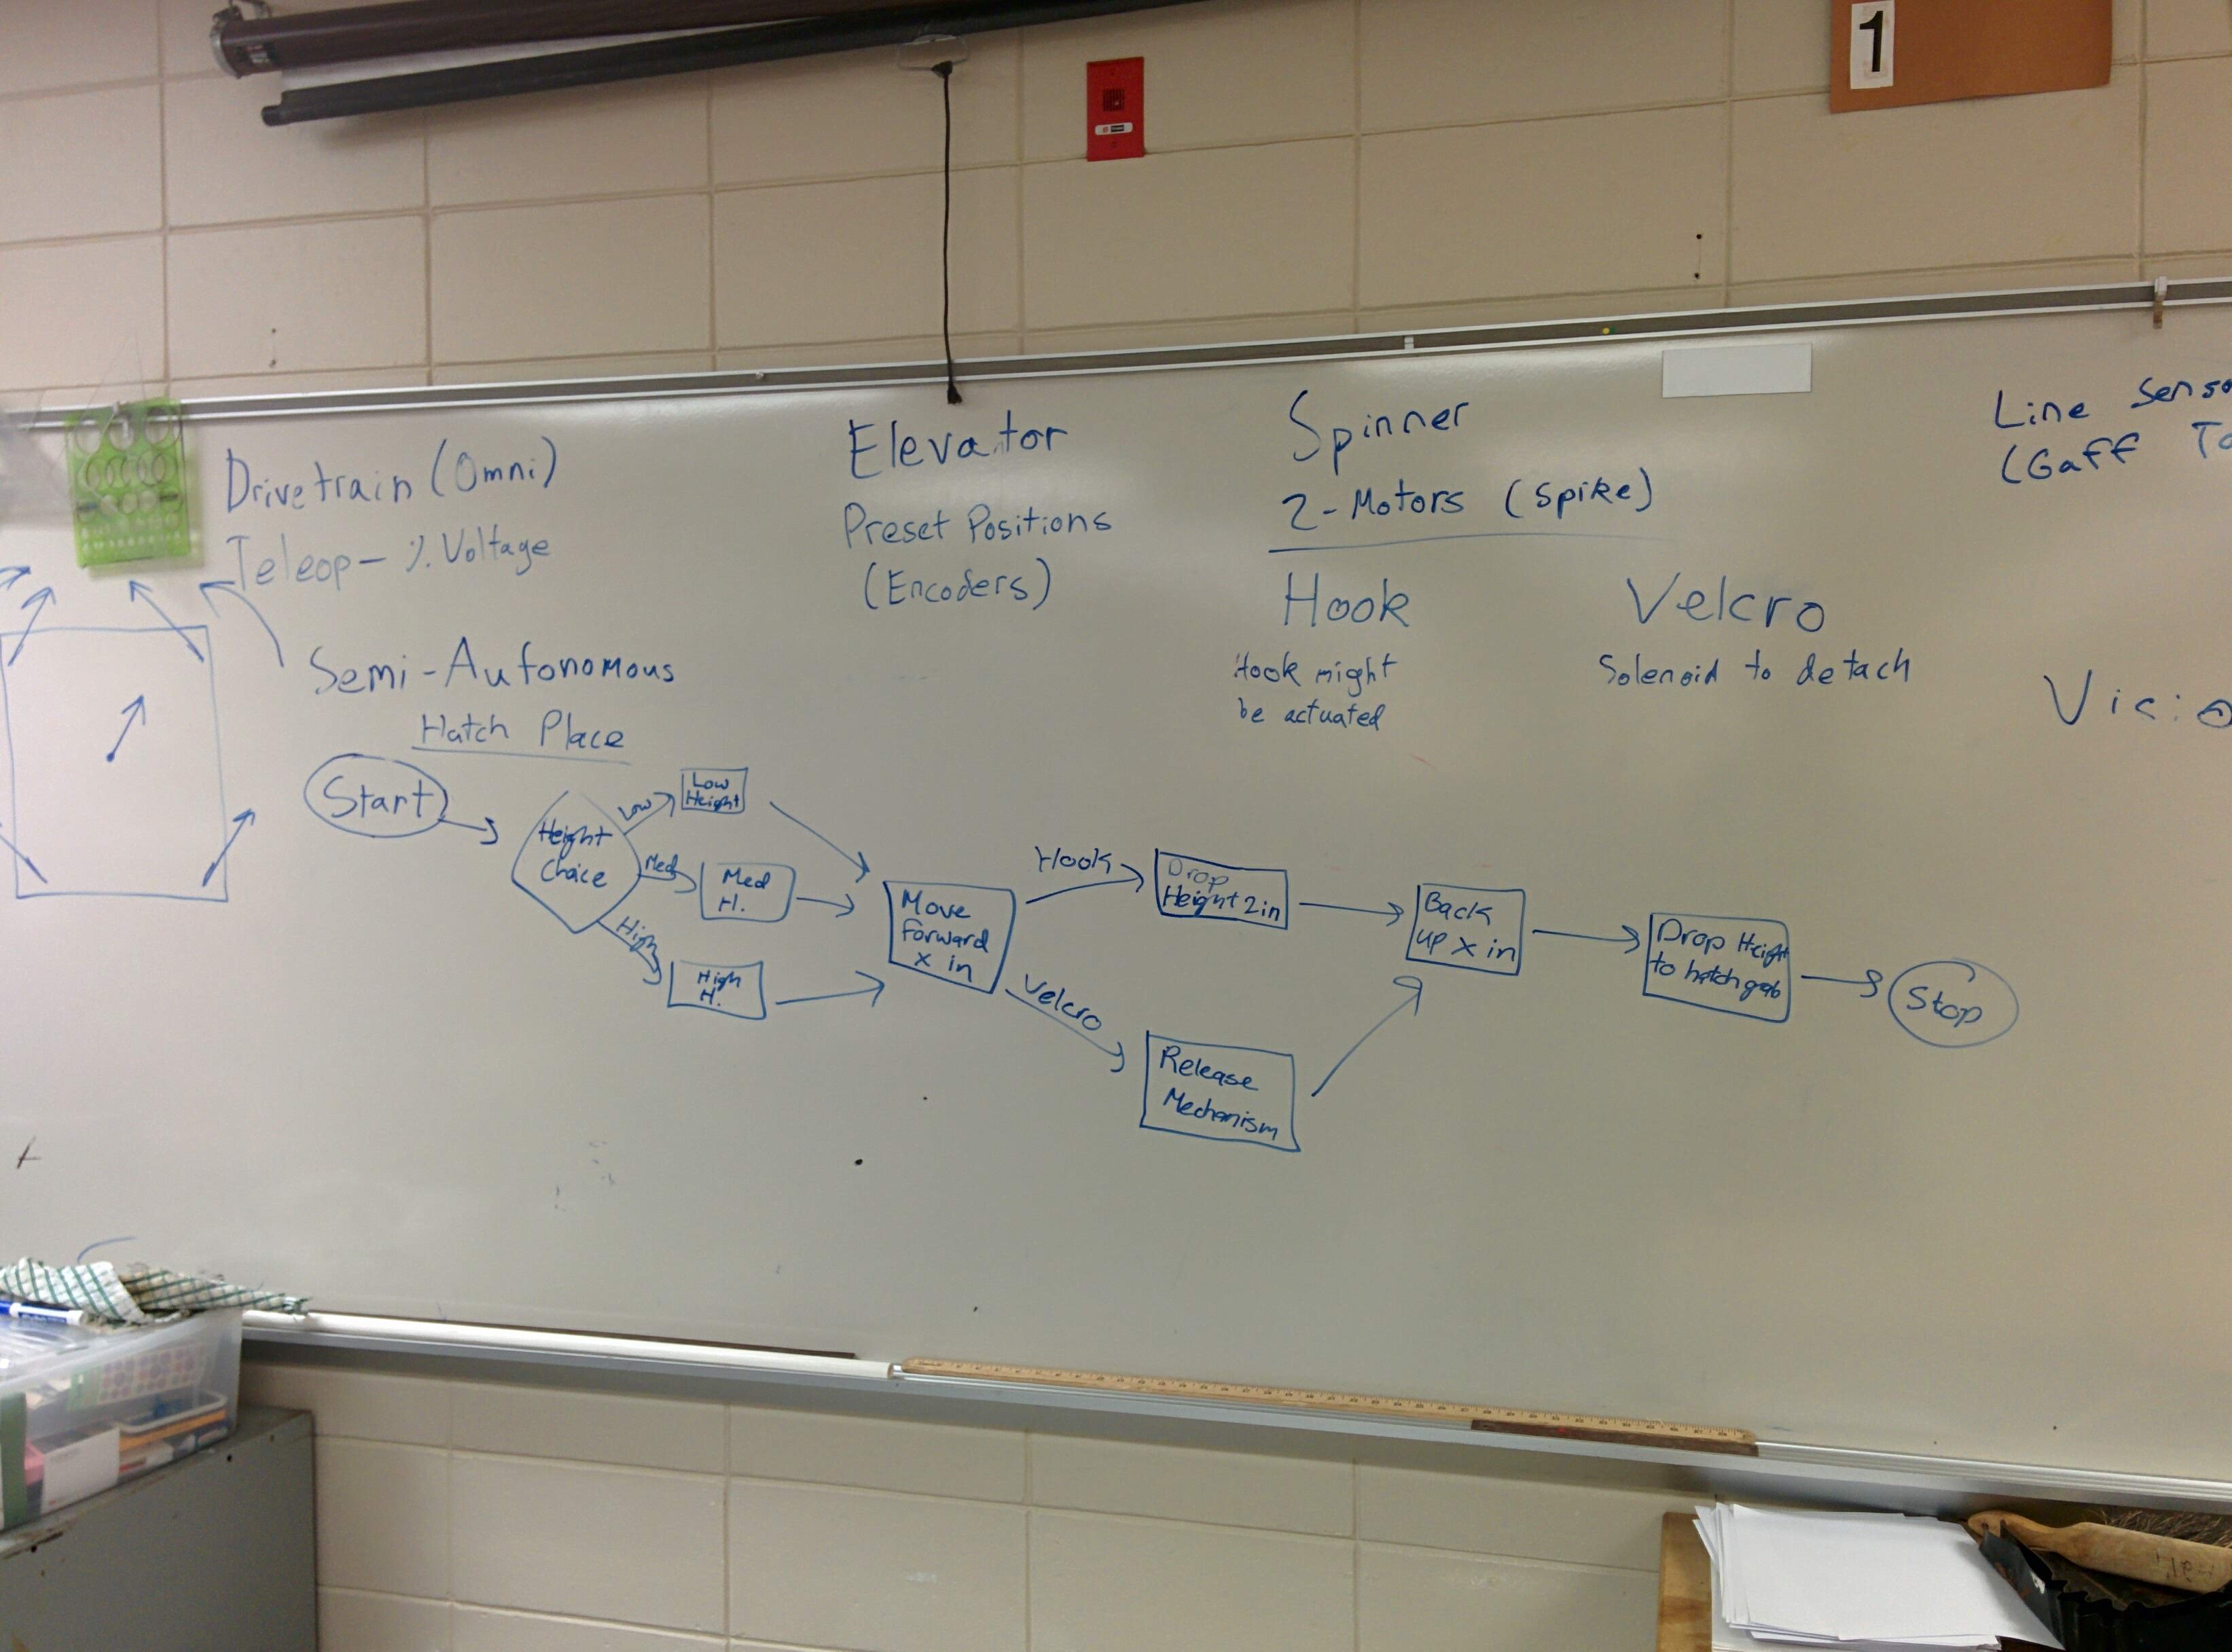 1
Drivetrain (Omni)
Teleop - % Voltage
Elevator
Preset Positions
(Encoders)
Spinner
2-Motors (Spike)
Hook
Hook might
be actuated
Velcro
Solenoid to detach
Line
(Gaff
Semi-Autonomous
Hatch Place
Start
Height
Choice
Low
Low
Height
Med
Med
H.
High
High
H.
Move
forward
x in
Hook
Drop
Height 2in
Velcro
Release
Mechanism
Back
up x in
Drop Height
to hatch grab
Stop